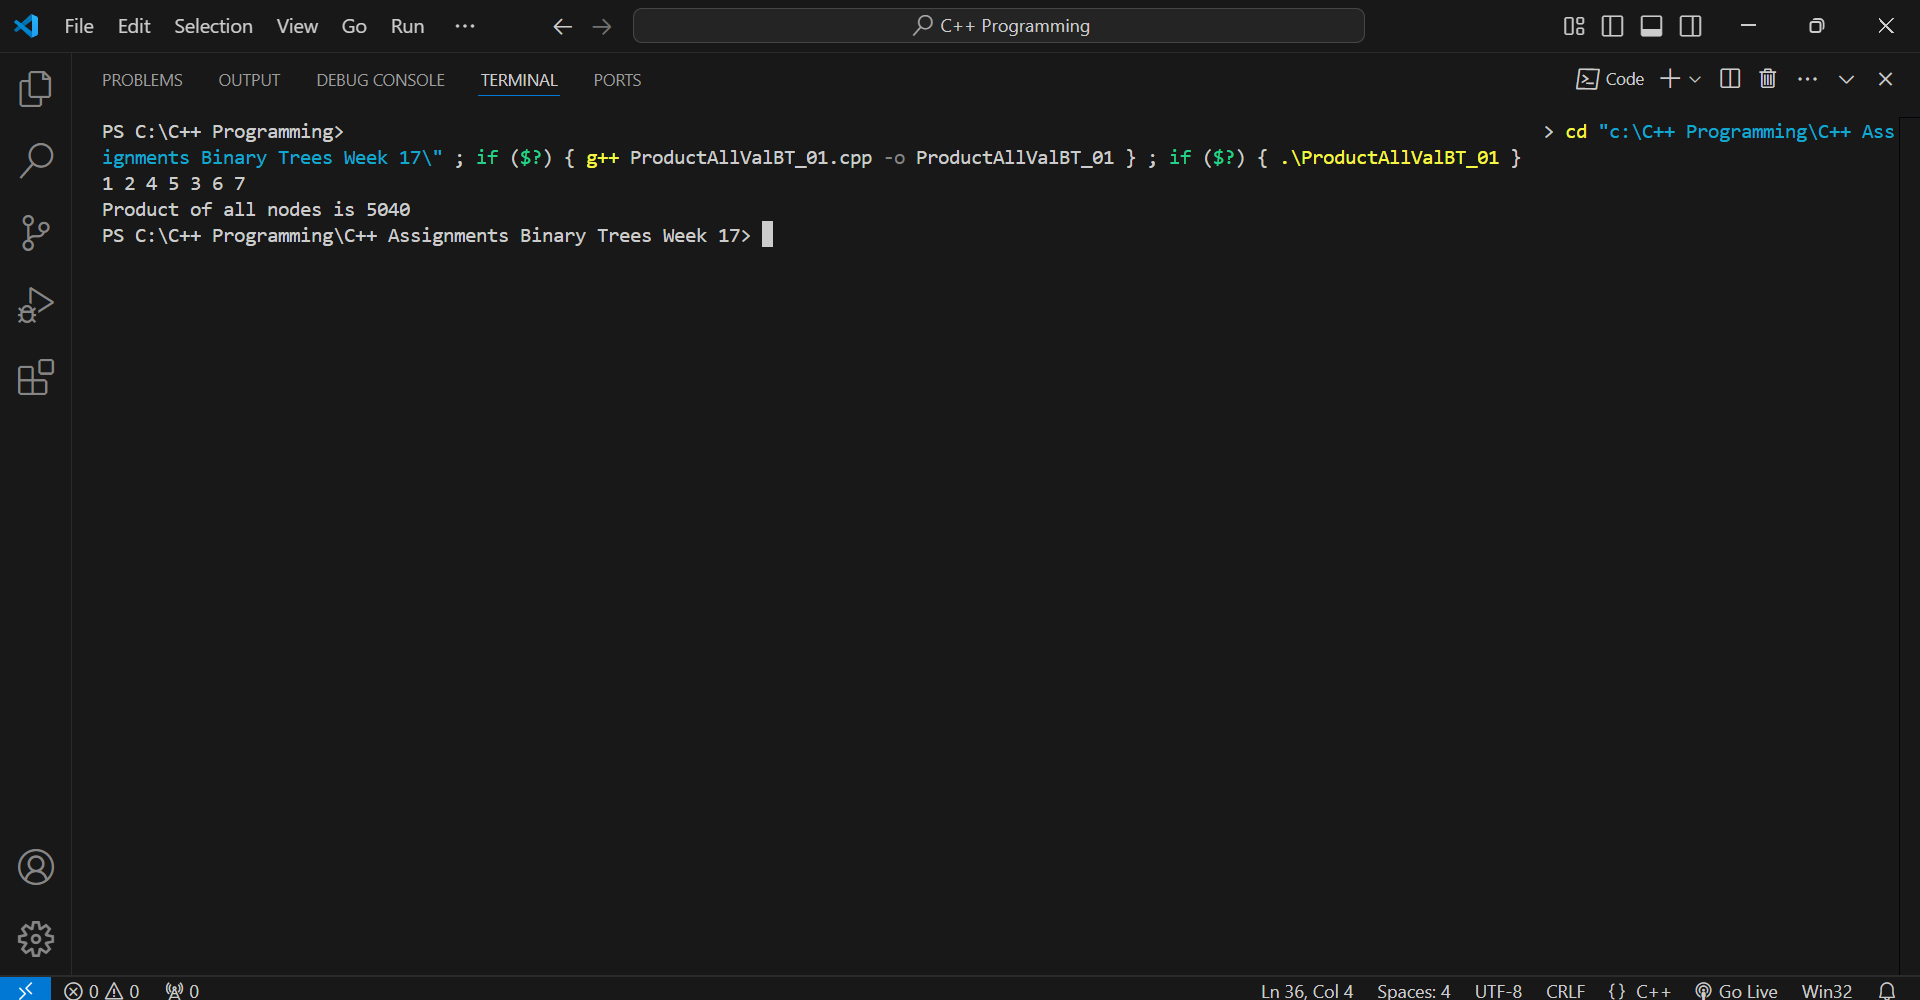 File Edit Selection View Go Run ··· C++ Programming
PROBLEMS OUTPUT DEBUG CONSOLE TERMINAL PORTS Code
PS C:\C++ Programming> > cd "c:\C++ Programming\C++ Ass
ignments Binary Trees Week 17\" ; if ($?) { g++ ProductAllValBT_01.cpp -o ProductAllValBT_01 } ; if ($?) { .\ProductAllValBT_01 }
1 2 4 5 3 6 7
Product of all nodes is 5040
PS C:\C++ Programming\C++ Assignments Binary Trees Week 17>
0 0 0 Ln 36, Col 4 Spaces: 4 UTF-8 CRLF {} C++ Go Live Win32